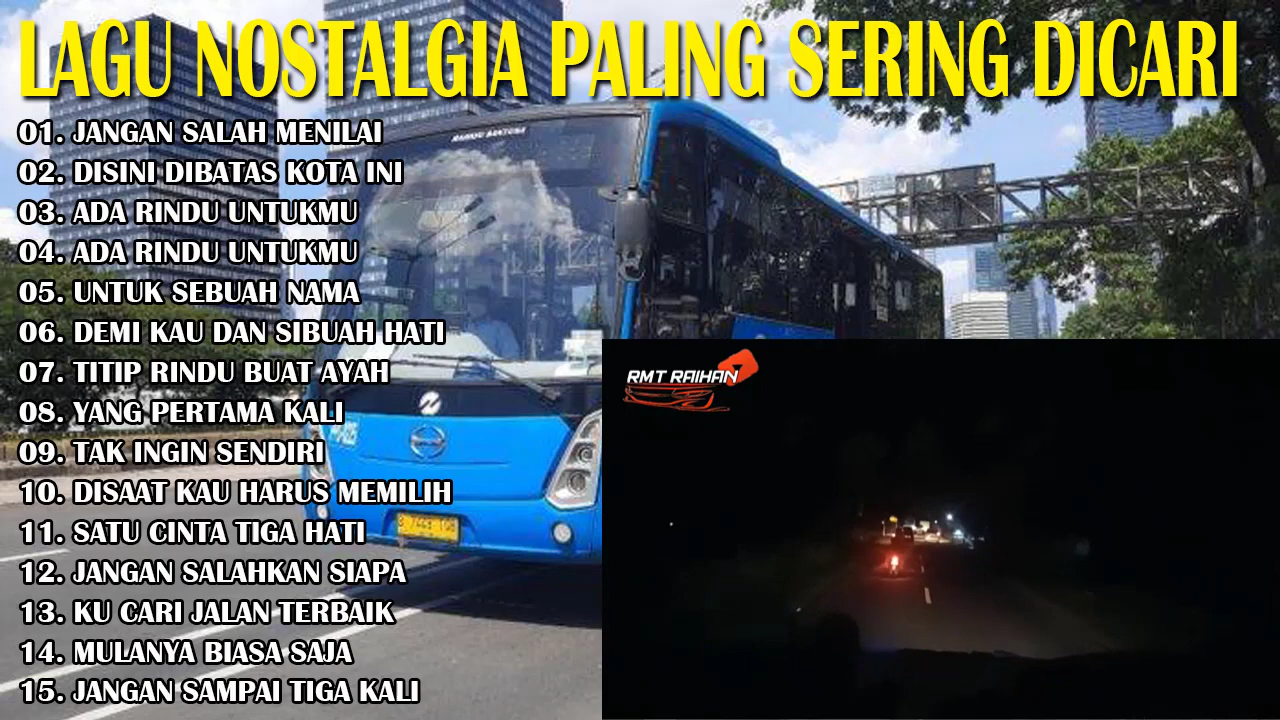 LAGU NOSTALGIA PALING SERING DICARI
01. JANGAN SALAH MENILAI
02. DISINI DIBATAS KOTA INI
03. ADA RINDU UNTUKMU
04. ADA RINDU UNTUKMU
05. UNTUK SEBUAH NAMA
06. DEMI KAU DAN SIBUAH HATI
07. TITIP RINDU BUAT AYAH
08. YANG PERTAMA KALI
09. TAK INGIN SENDIRI
10. DISAAT KAU HARUS MEMILIH
11. SATU CINTA TIGA HATI
12. JANGAN SALAHKAN SIAPA
13. KU CARI JALAN TERBAIK
14. MULANYA BIASA SAJA
15. JANGAN SAMPAI TIGA KALI
RMT RAIHAN